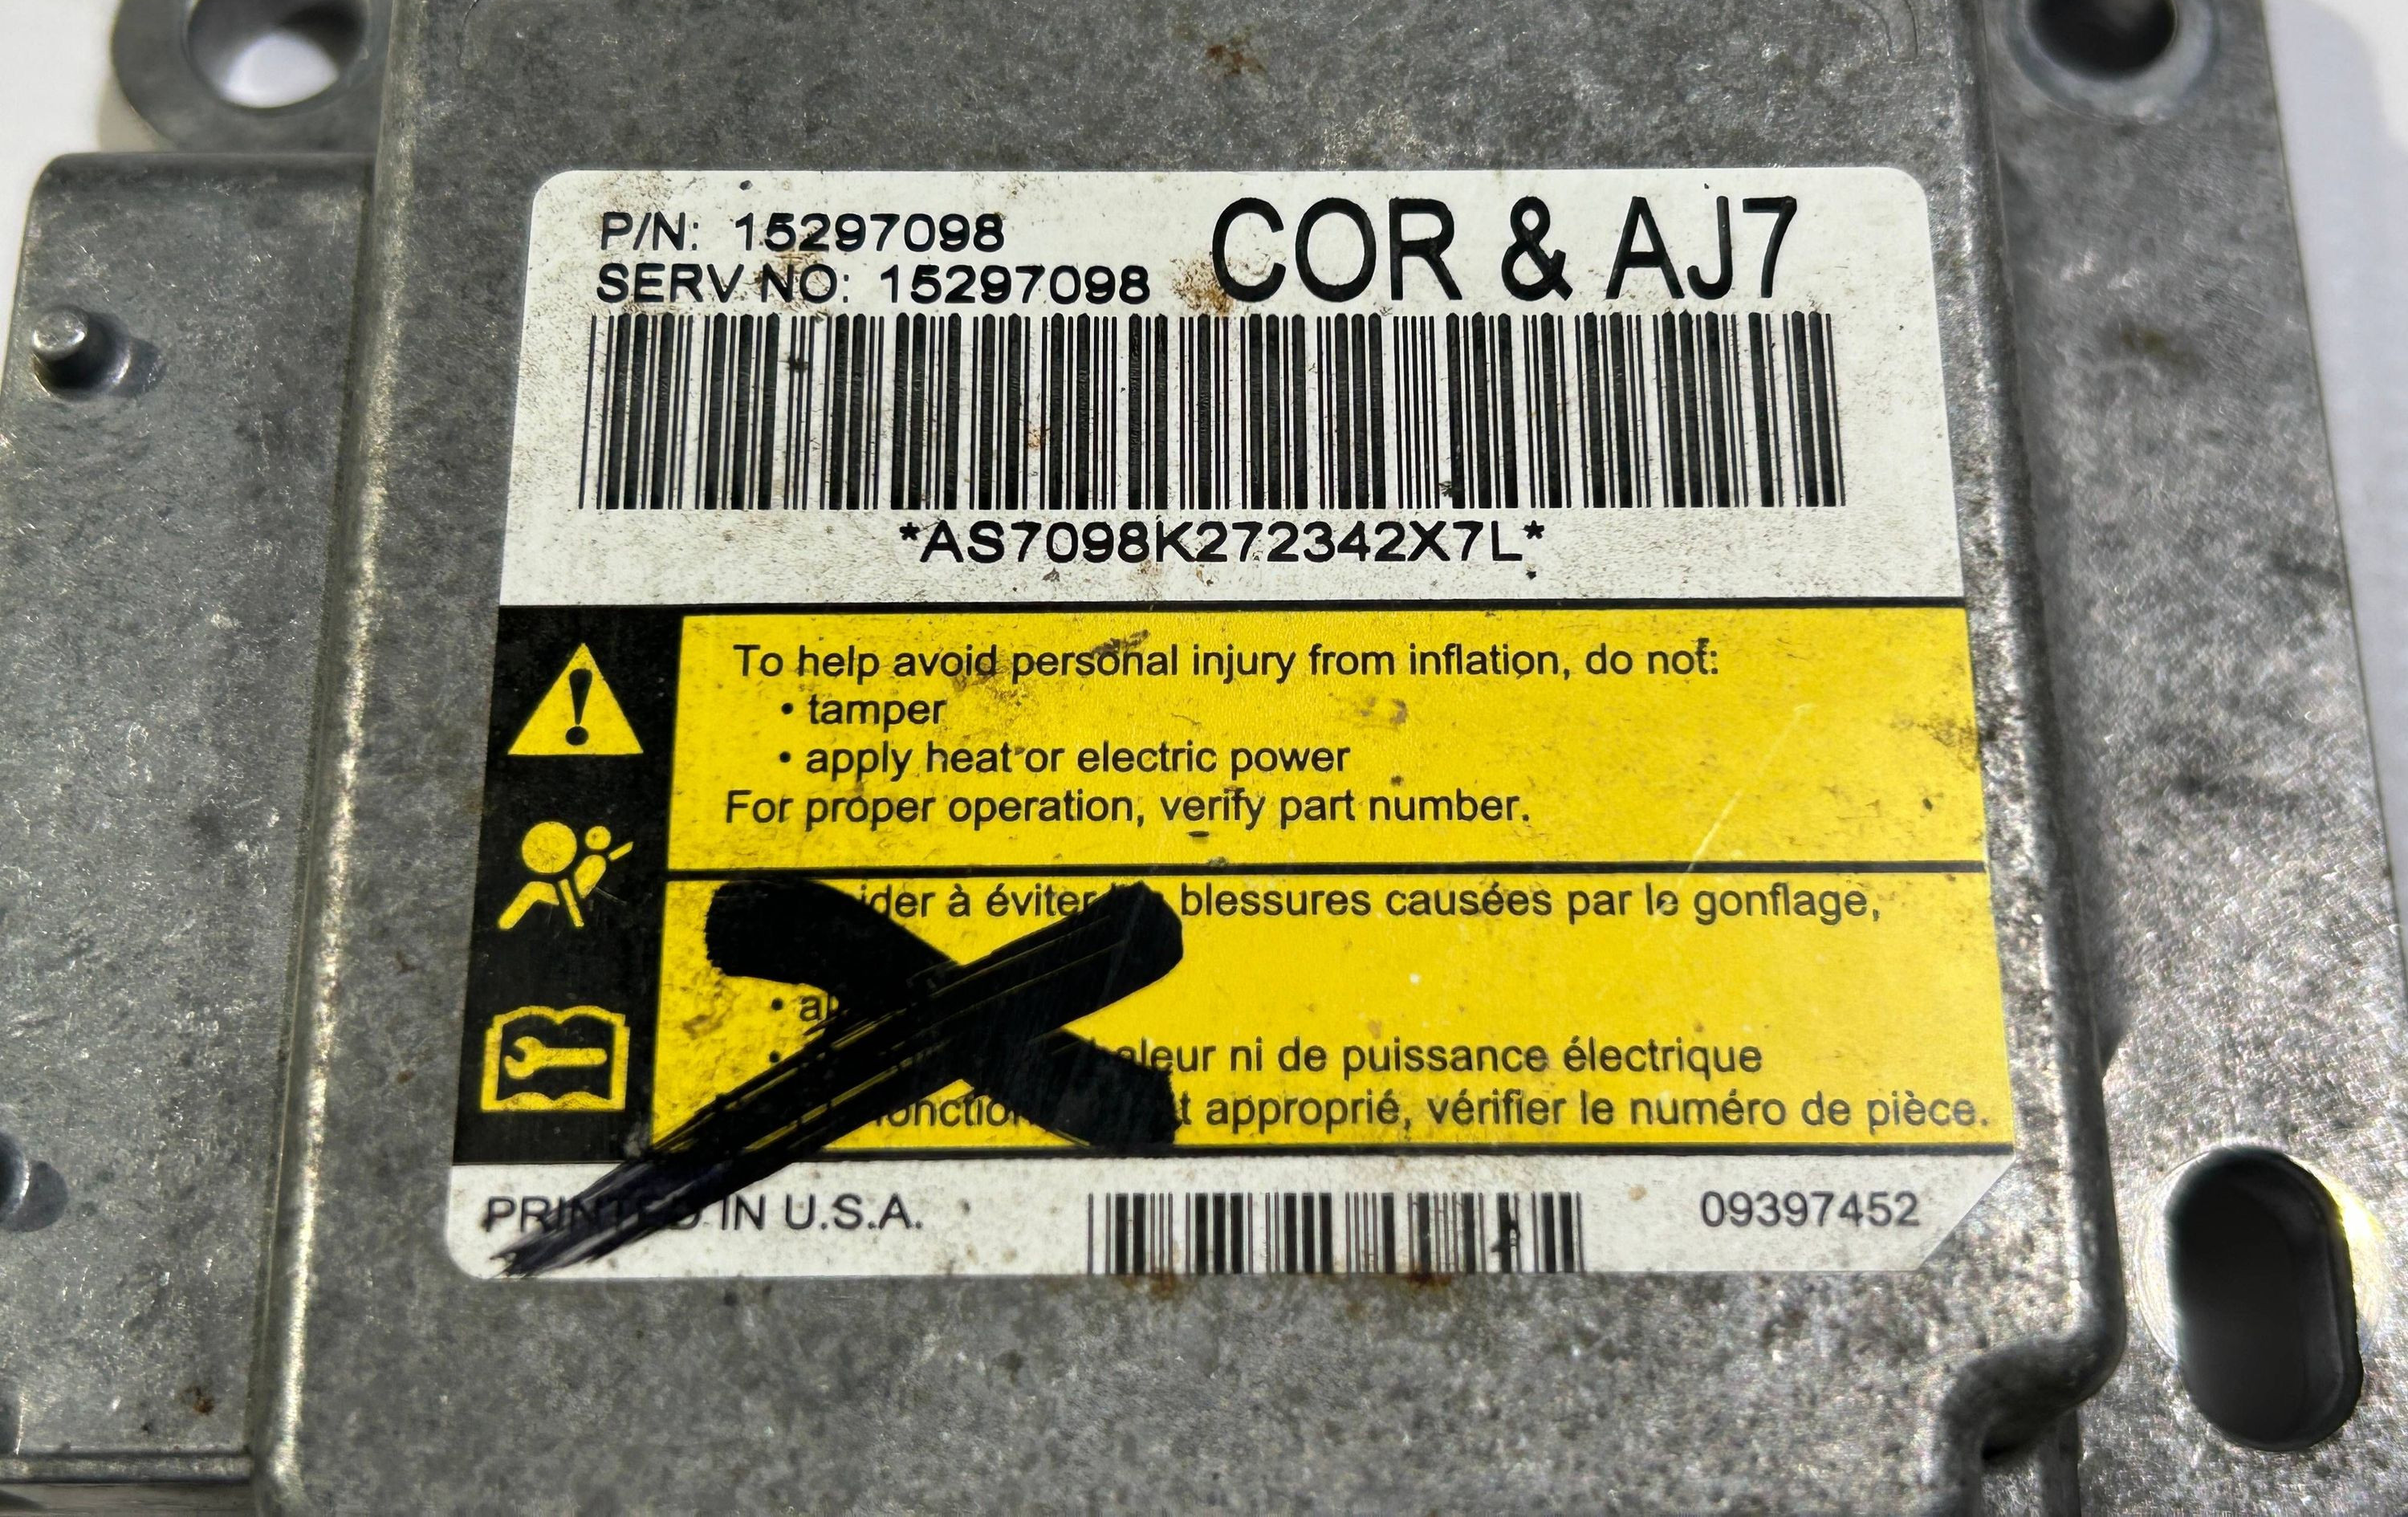 P/N: 15297098
COR & AJ7
SERV NO: 15297098
*AS7098K272342X7L*
To help avoid personal injury from inflation, do not:
• tamper
• apply heat or electric power
For proper operation, verify part number.
à éviter blessures causées par le gonflage,
•
• ni de puissance électrique
approprié, vérifier le numéro de pièce.
PRINTED IN U.S.A.
09397452